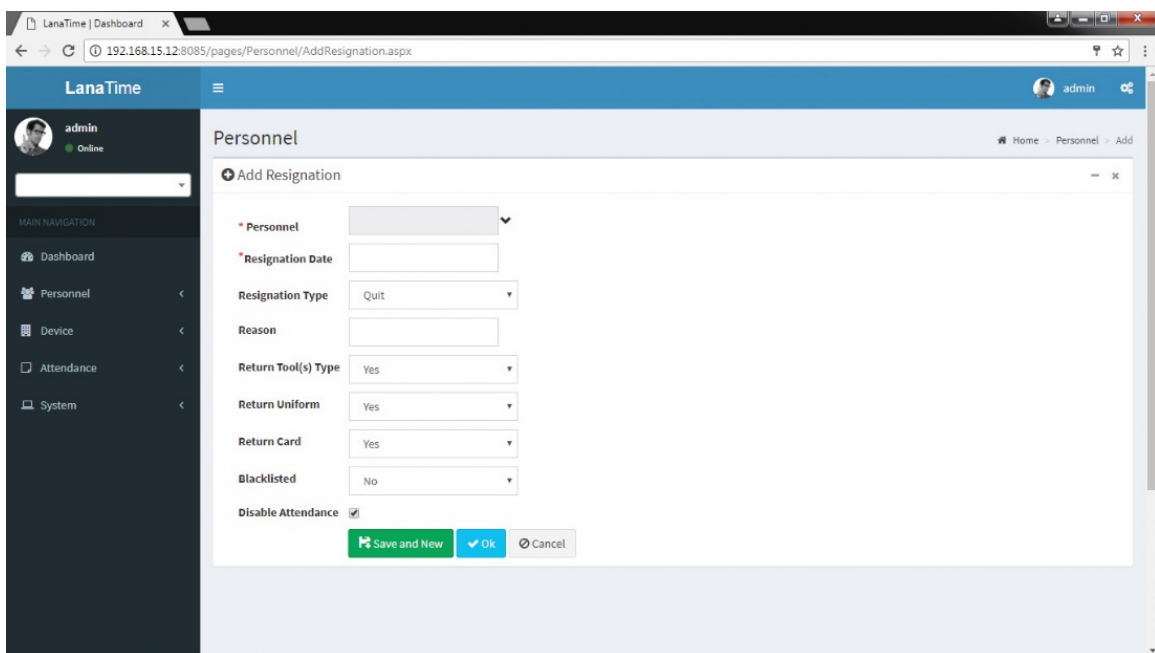 LanaTime | Dashboard
192.168.15.12:8085/pages/Personnel/AddResignation.aspx
LanaTime
admin
admin
Online
Personnel
Home > Personnel > Add
Add Resignation
MAIN NAVIGATION
Dashboard
Personnel
Device
Attendance
System
* Personnel
*Resignation Date
Resignation Type Quit
Reason
Return Tool(s) Type Yes
Return Uniform Yes
Return Card Yes
Blacklisted No
Disable Attendance
Save and New Ok Cancel